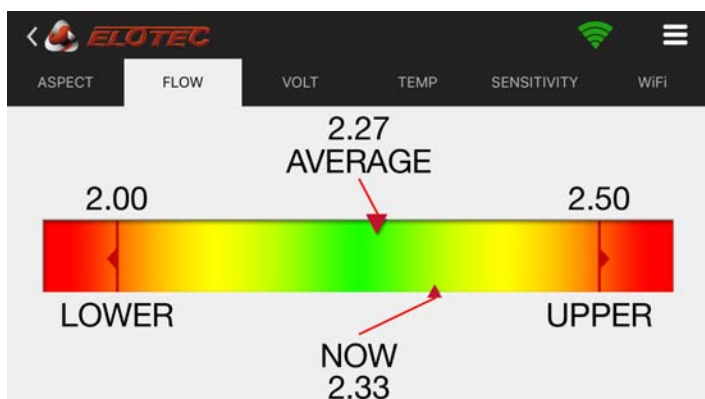 ELOTEC
ASPECT FLOW VOLT TEMP SENSITIVITY WiFi
2.27
AVERAGE
2.00 2.50
LOWER UPPER
NOW
2.33